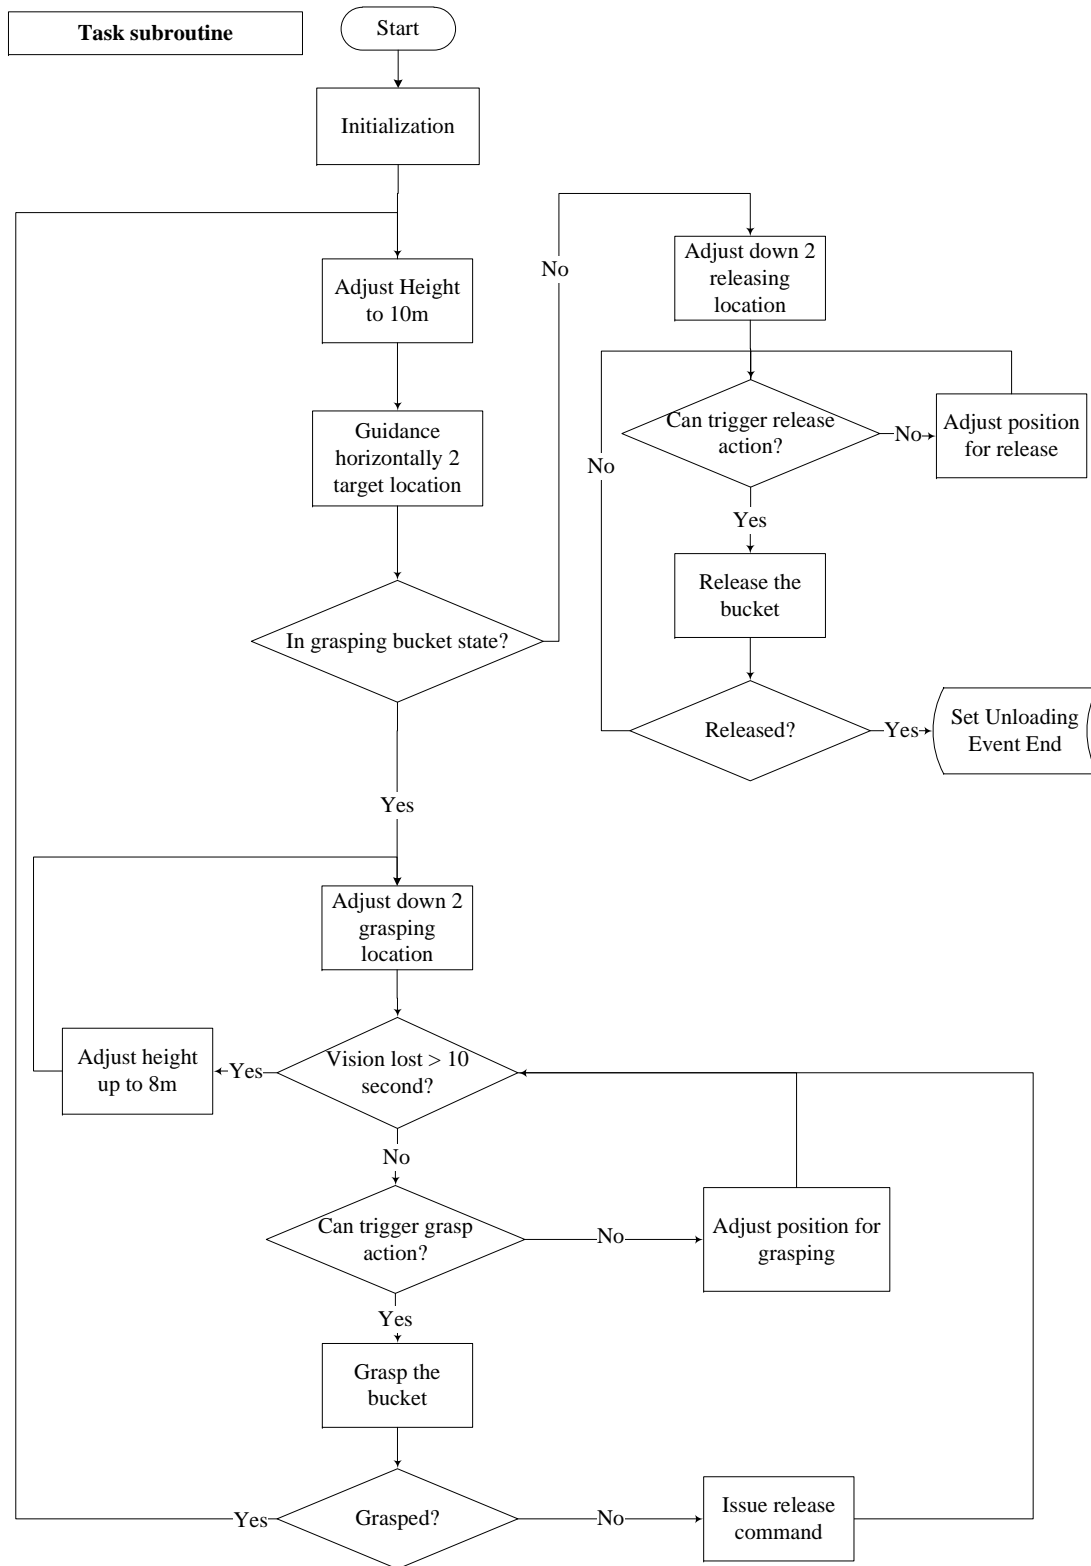 Task subroutine
Start
Initialization
Adjust Height
to 10m
Guidance
horizontally 2
target location
In grasping bucket state?
No
Adjust down 2
releasing
location
Can trigger release
action?
No
Adjust position
for release
Yes
Release the
bucket
Released?
No
Yes
Set Unloading
Event End
Yes
Adjust down 2
grasping
location
Vision lost > 10
second?
Yes
Adjust height
up to 8m
No
Can trigger grasp
action?
No
Adjust position for
grasping
Yes
Grasp the
bucket
Grasped?
Yes
No
Issue release
command